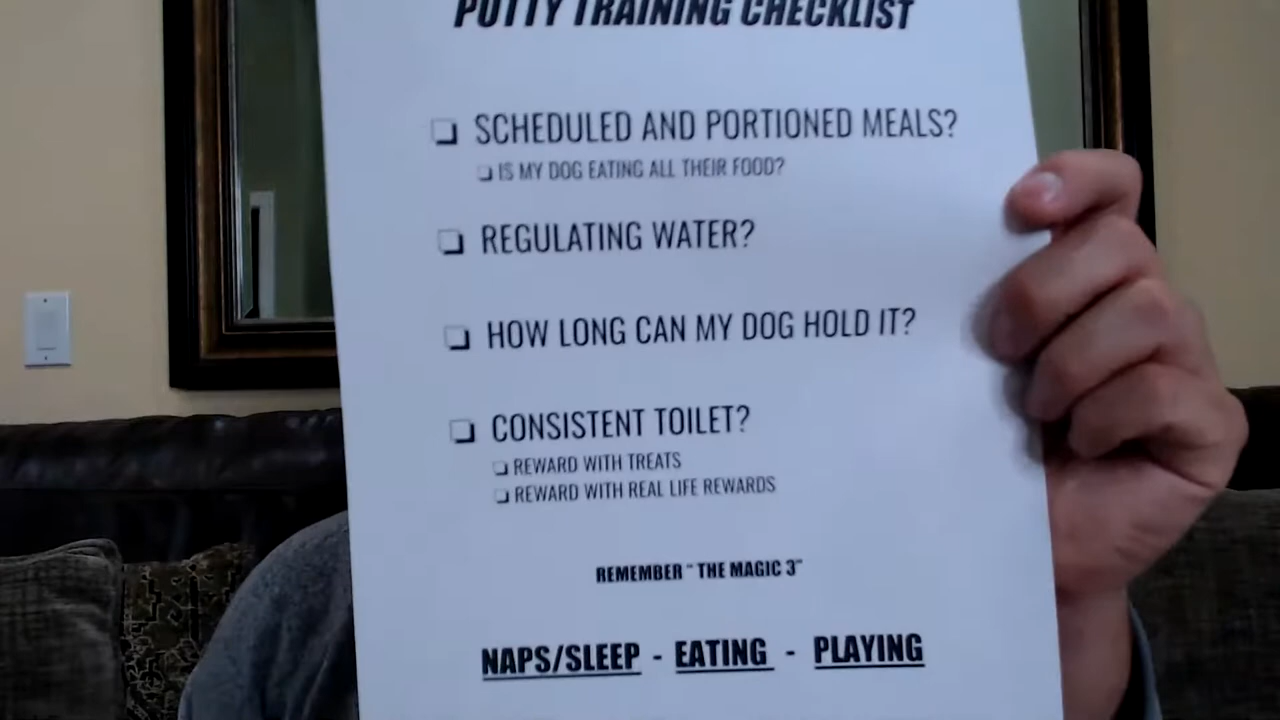 PUTTY TRAINING CHECKLIST
SCHEDULED AND PORTIONED MEALS?
IS MY DOG EATING ALL THEIR FOOD?
REGULATING WATER?
HOW LONG CAN MY DOG HOLD IT?
CONSISTENT TOILET?
REWARD WITH TREATS
REWARD WITH REAL LIFE REWARDS
REMEMBER " THE MAGIC 3"
NAPS/SLEEP - EATING - PLAYING